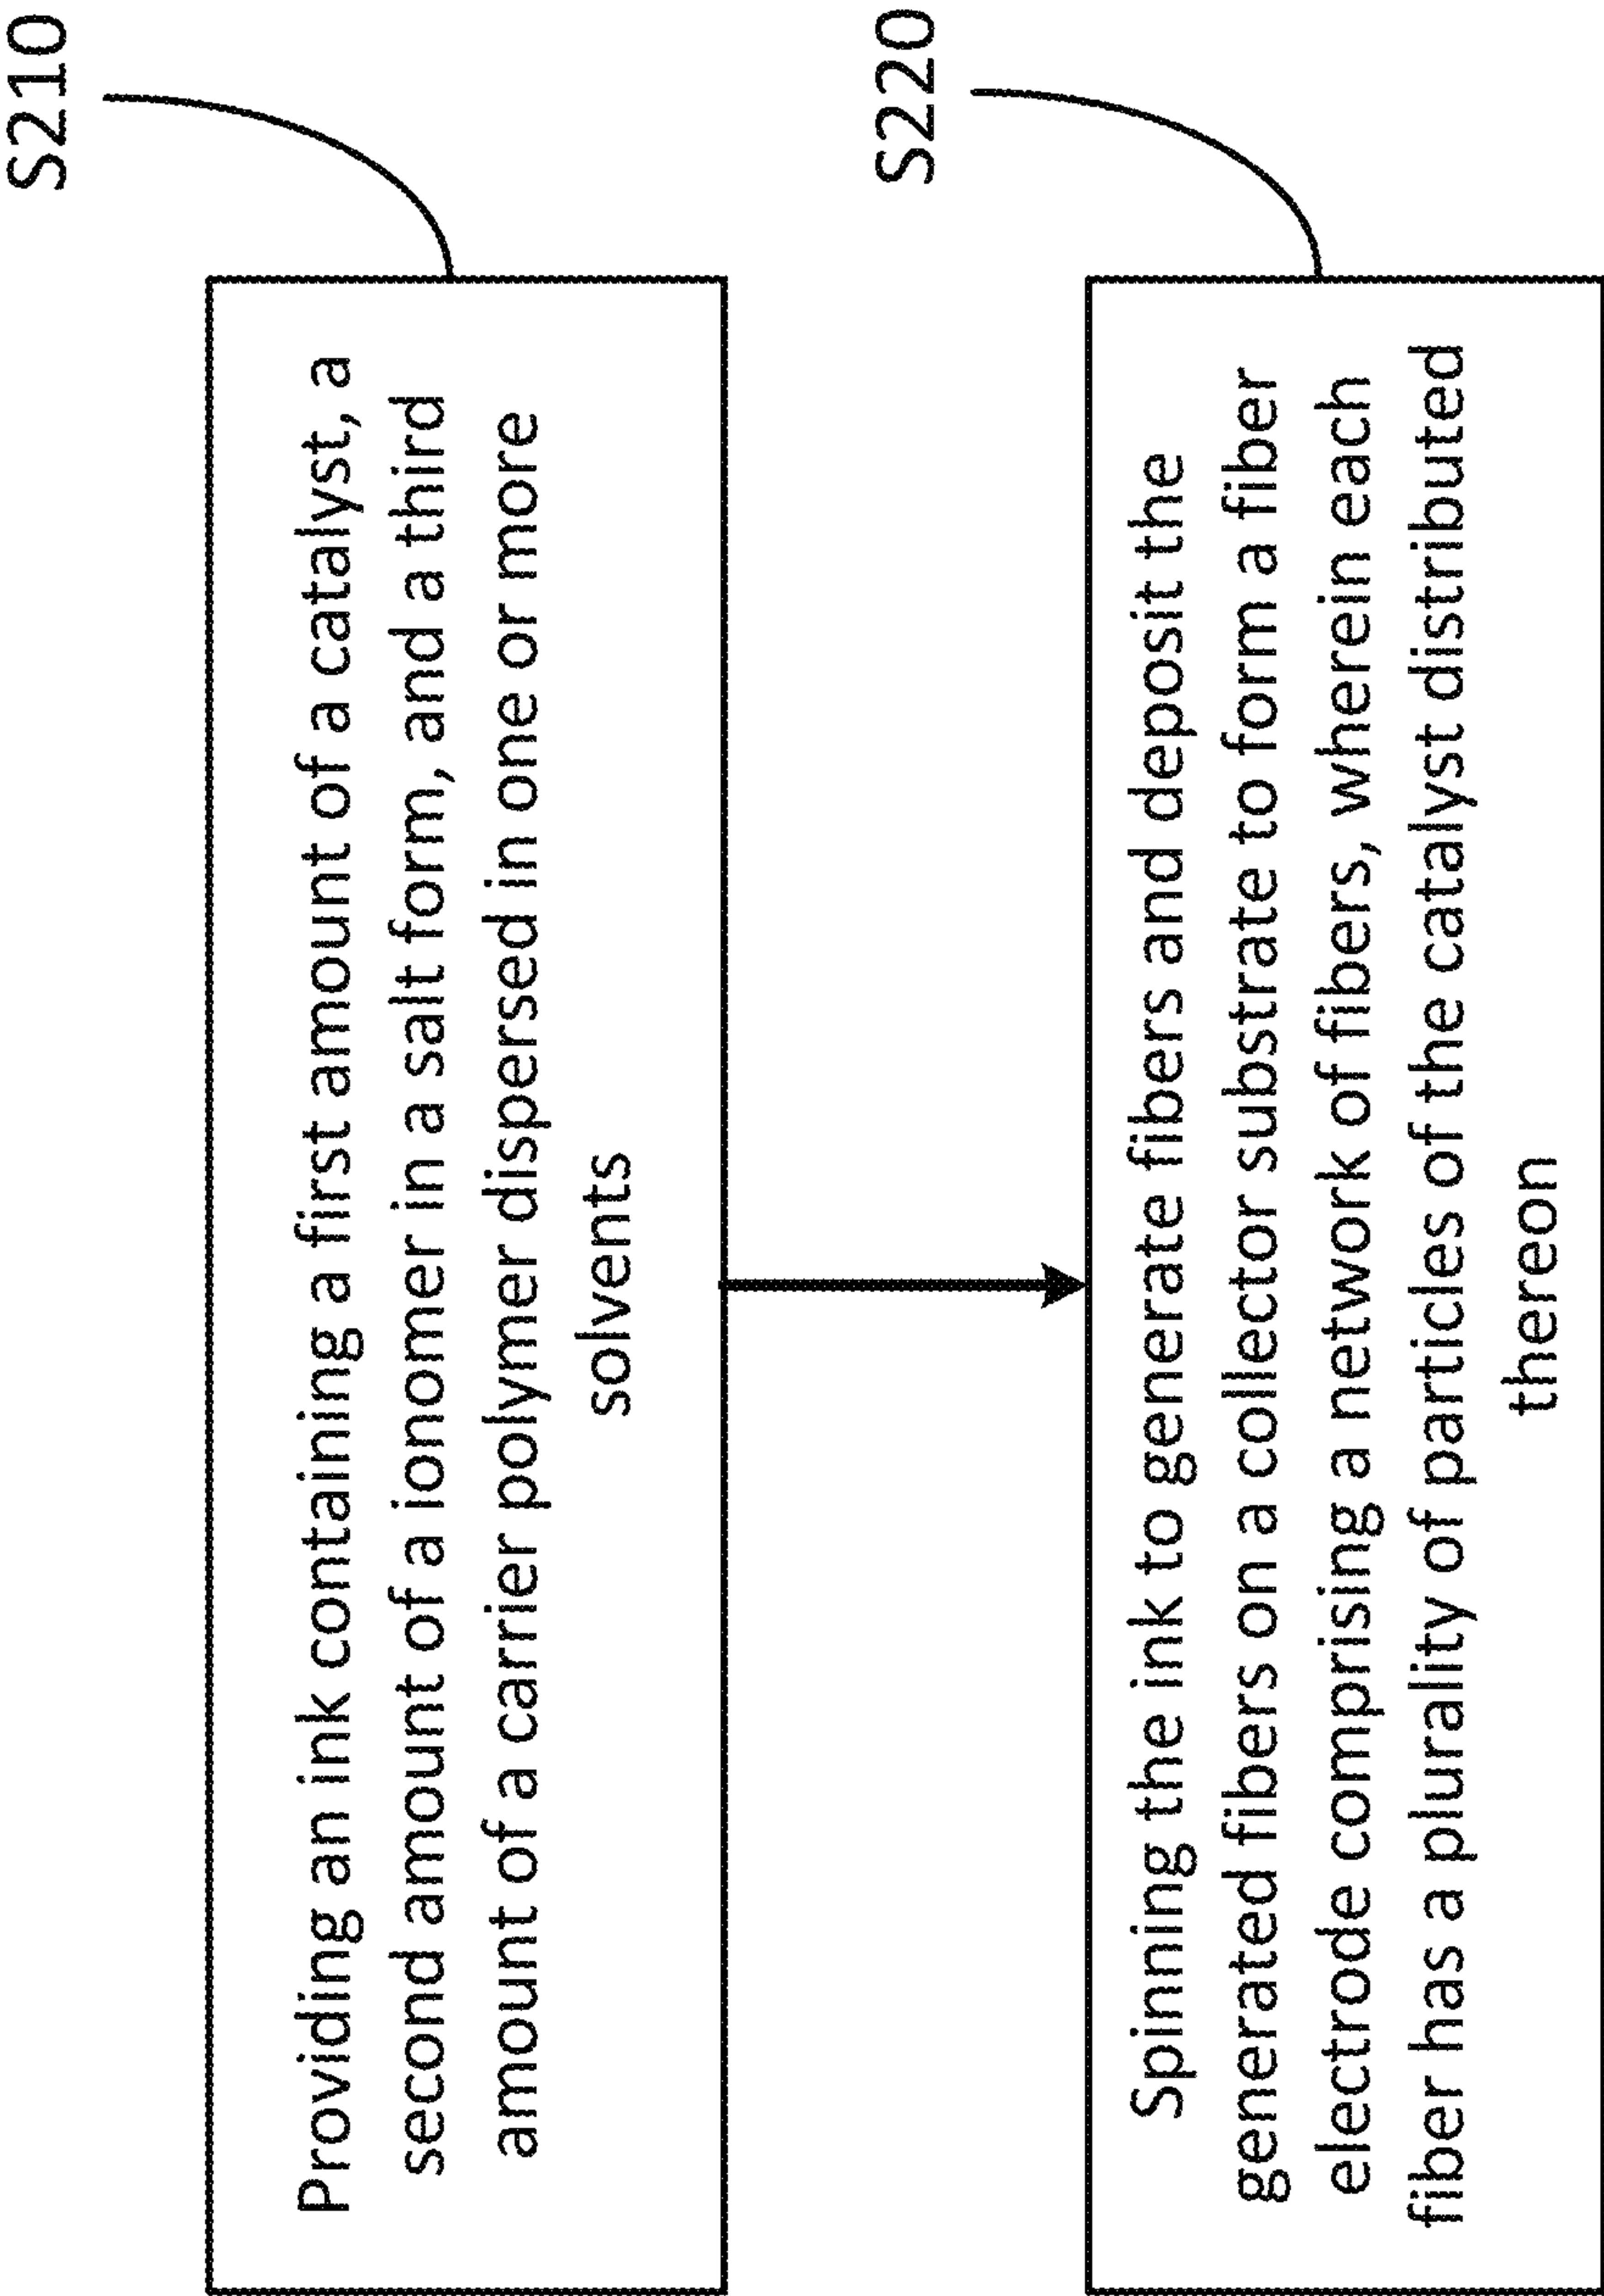 S210
Providing an ink containing a first amount of a catalyst, a
second amount of a ionomer in a salt form, and a third
amount of a carrier polymer dispersed in one or more
solvents
S220
Spinning the ink to generate fibers and deposit the
generated fibers on a collector substrate to form a fiber
electrode comprising a network of fibers, wherein each
fiber has a plurality of particles of the catalyst distributed
thereon